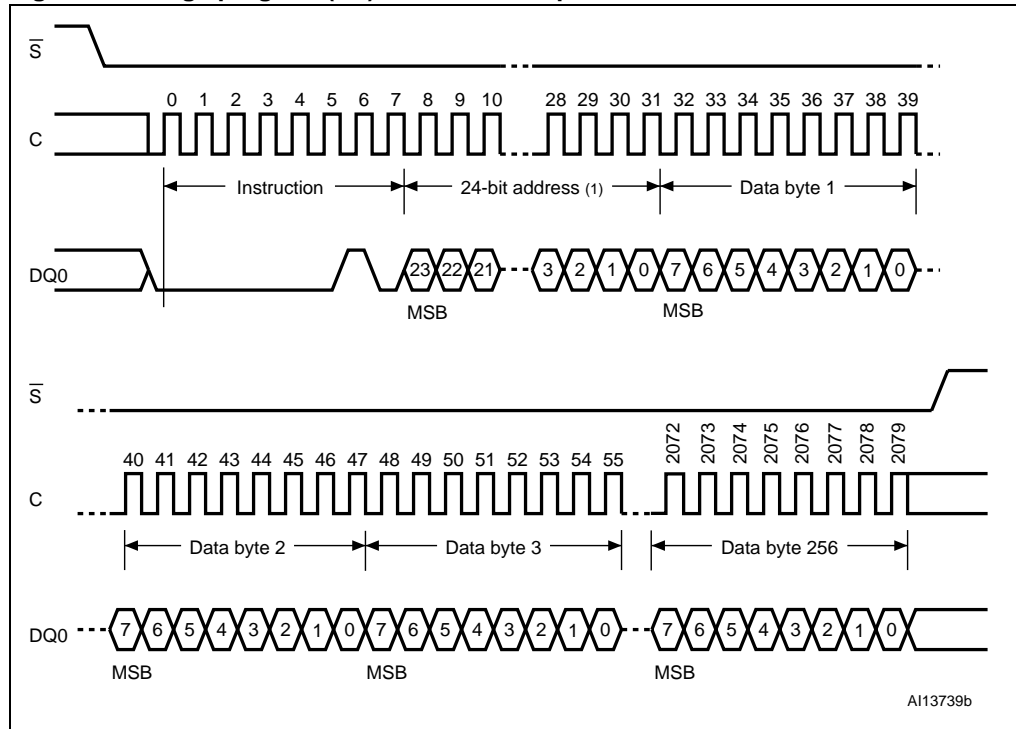 S
0 1 2 3 4 5 6 7 8 9 10 28 29 30 31 32 33 34 35 36 37 38 39
C
Instruction 24-bit address (1) Data byte 1
DQ0 23 22 21 3 2 1 0 7 6 5 4 3 2 1 0
MSB MSB
S
40 41 42 43 44 45 46 47 48 49 50 51 52 53 54 55 2072 2073 2074 2075 2076 2077 2078 2079
C
Data byte 2 Data byte 3 Data byte 256
DQ0 7 6 5 4 3 2 1 0 7 6 5 4 3 2 1 0 7 6 5 4 3 2 1 0
MSB MSB MSB
AI13739b